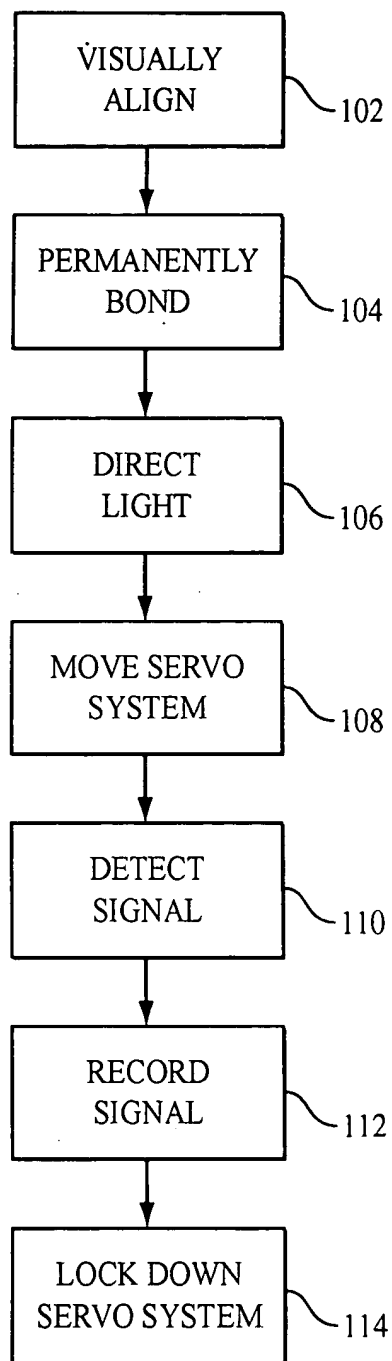 VISUALLY
ALIGN
102
PERMANENTLY
BOND
104
DIRECT
LIGHT
106
MOVE SERVO
SYSTEM
108
DETECT
SIGNAL
110
RECORD
SIGNAL
112
LOCK DOWN
SERVO SYSTEM
114